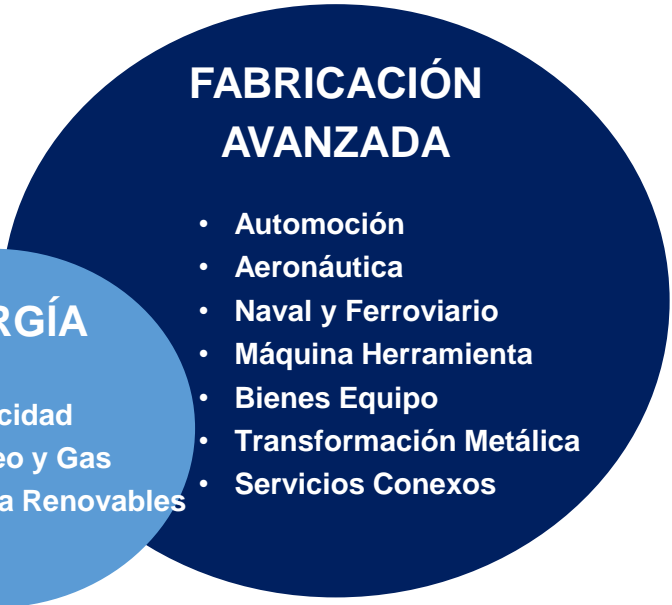 FABRICACIÓN
AVANZADA
• Automoción
• Aeronáutica
• Naval y Ferroviario
• Máquina Herramienta
• Bienes Equipo
• Transformación Metálica
• Servicios Conexos
RGÍA
cidad
eo y Gas
a Renovables